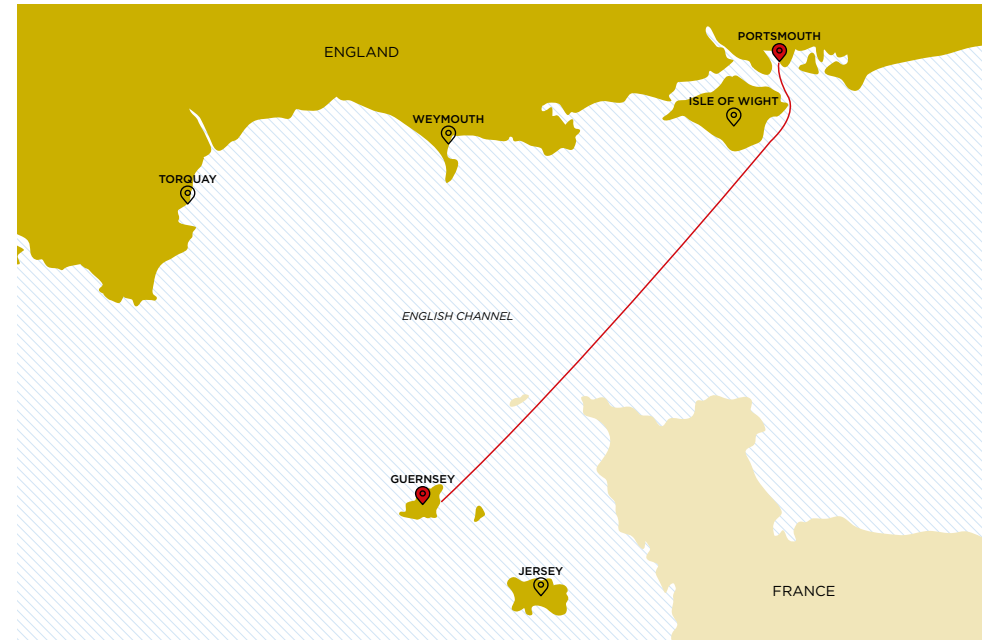 PORTSMOUTH
ENGLAND
ISLE OF WIGHT
WEYMOUTH
TORQUAY
ENGLISH CHANNEL
GUERNSEY
JERSEY
FRANCE